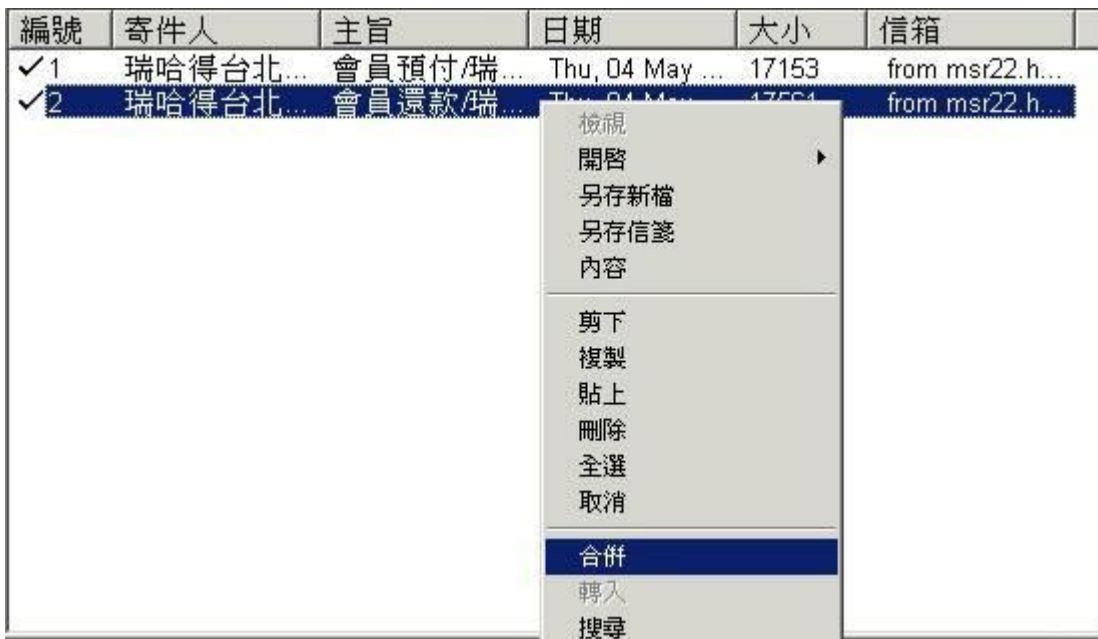 編號 寄件人 主旨 日期 大小 信箱
✓1 瑞哈得台北... 會員預付/瑞... Thu, 04 May ... 17153 from msr22.h...
✓2 瑞哈得台北... 會員還款/瑞... Thu, 04 May from msr22.h...
檢視
開啓
另存新檔
另存信箋
內容
剪下
複製
貼上
刪除
全選
取消
合併
轉入
搜尋